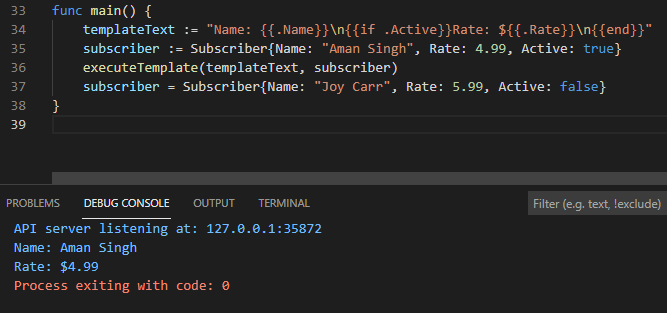 33 func main() {
34 templateText := "Name: {{.Name}}\n{{if .Active}}Rate: ${{.Rate}}\n{{end}}"
35 subscriber := Subscriber{Name: "Aman Singh", Rate: 4.99, Active: true}
36 executeTemplate(templateText, subscriber)
37 subscriber = Subscriber{Name: "Joy Carr", Rate: 5.99, Active: false}
38 }
39
PROBLEMS DEBUG CONSOLE OUTPUT TERMINAL Filter (e.g. text, !exclude)
API server listening at: 127.0.0.1:35872
Name: Aman Singh
Rate: $4.99
Process exiting with code: 0